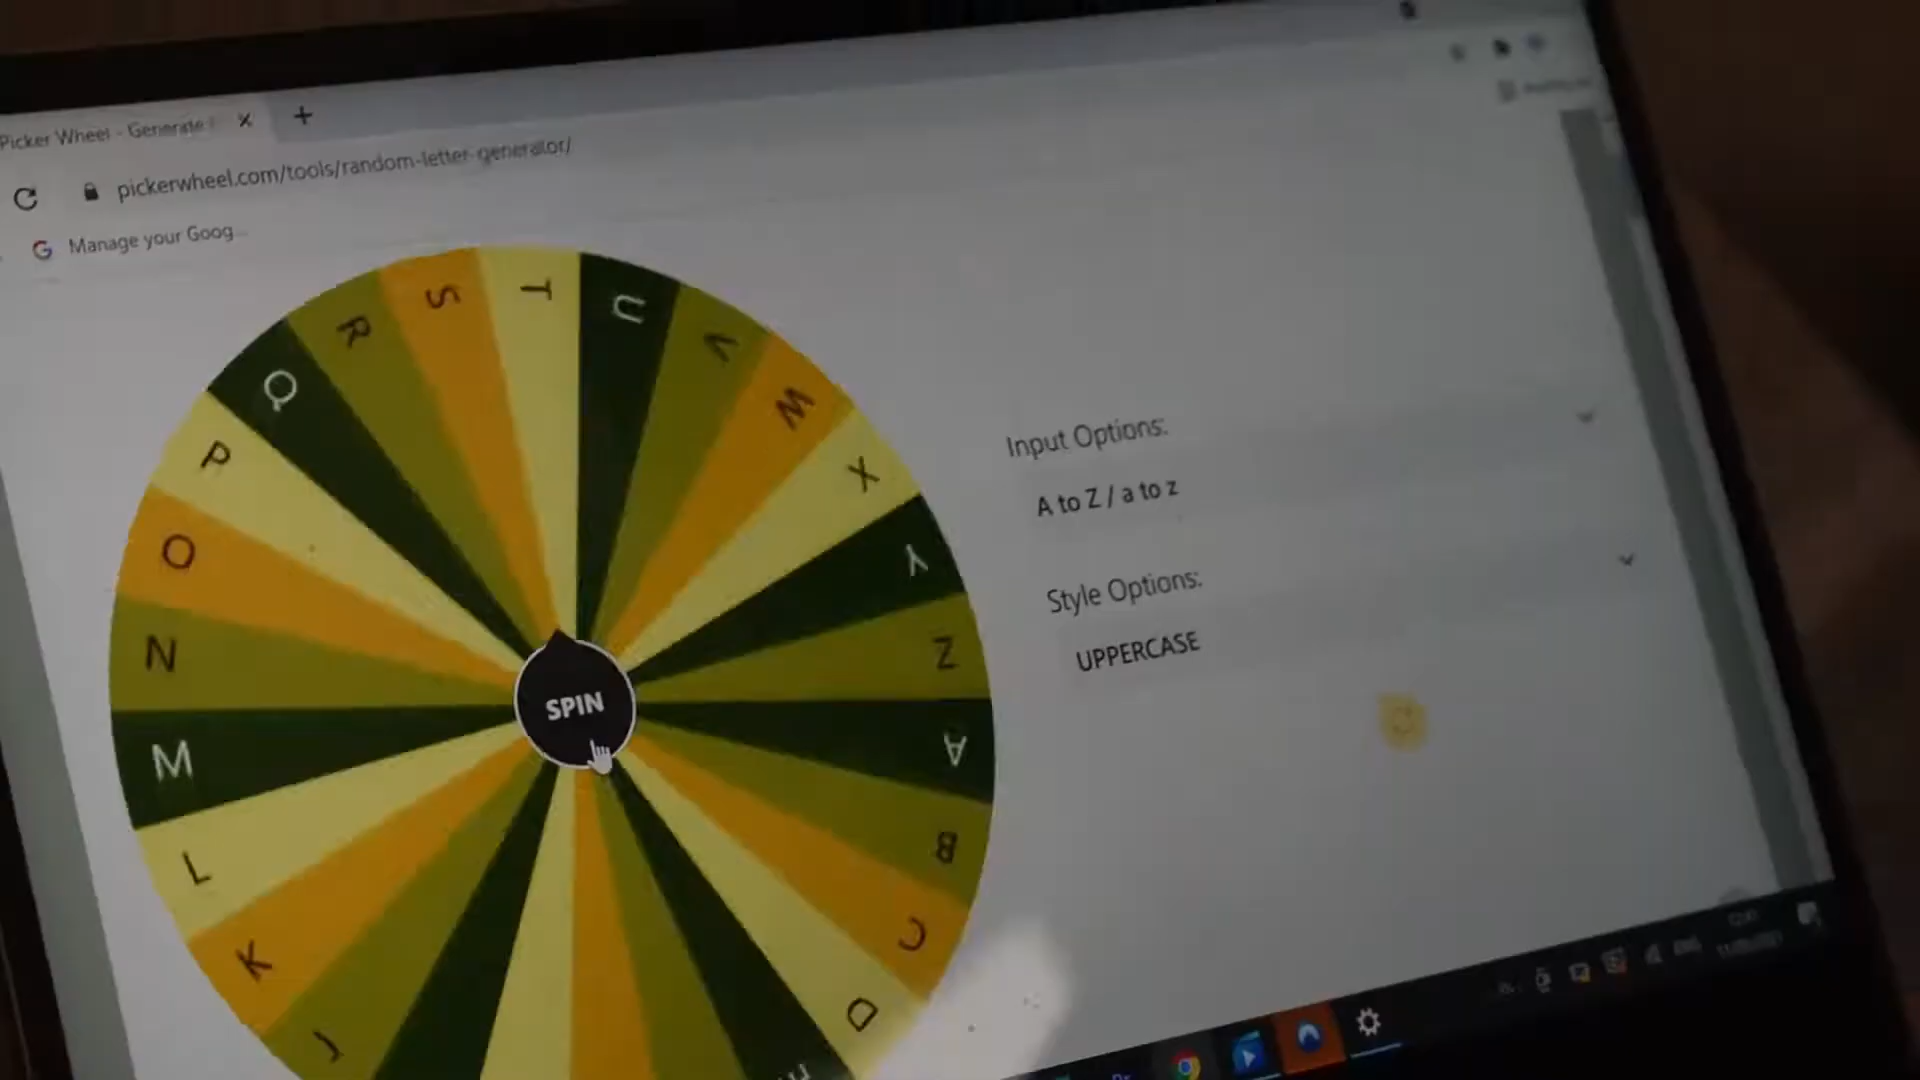 Picker Wheel - Generate
pickerwheel.com/tools/random-letter-generator/
Manage your Goog...
S
T
U
R
V
Q
W
P
X
O
Y
N
Z
M
A
L
B
K
C
J
D
SPIN
Input Options:
A to Z / a to z
Style Options:
UPPERCASE
ENG